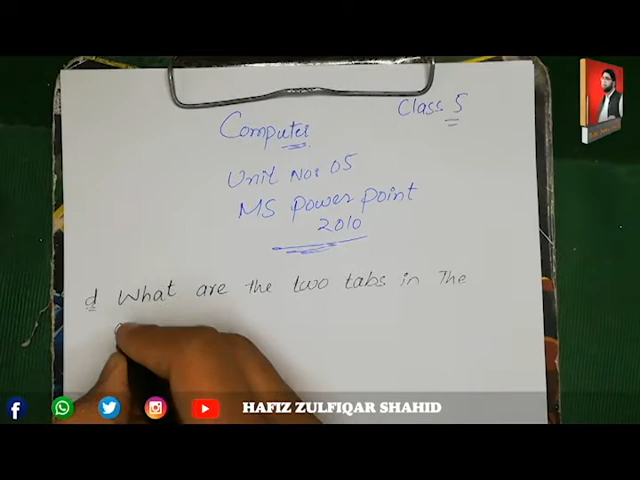 Class 5
Computer
Unit No: 05
MS Power Point
2010
d What are the two tabs in the
HAFIZ ZULFIQAR SHAHID